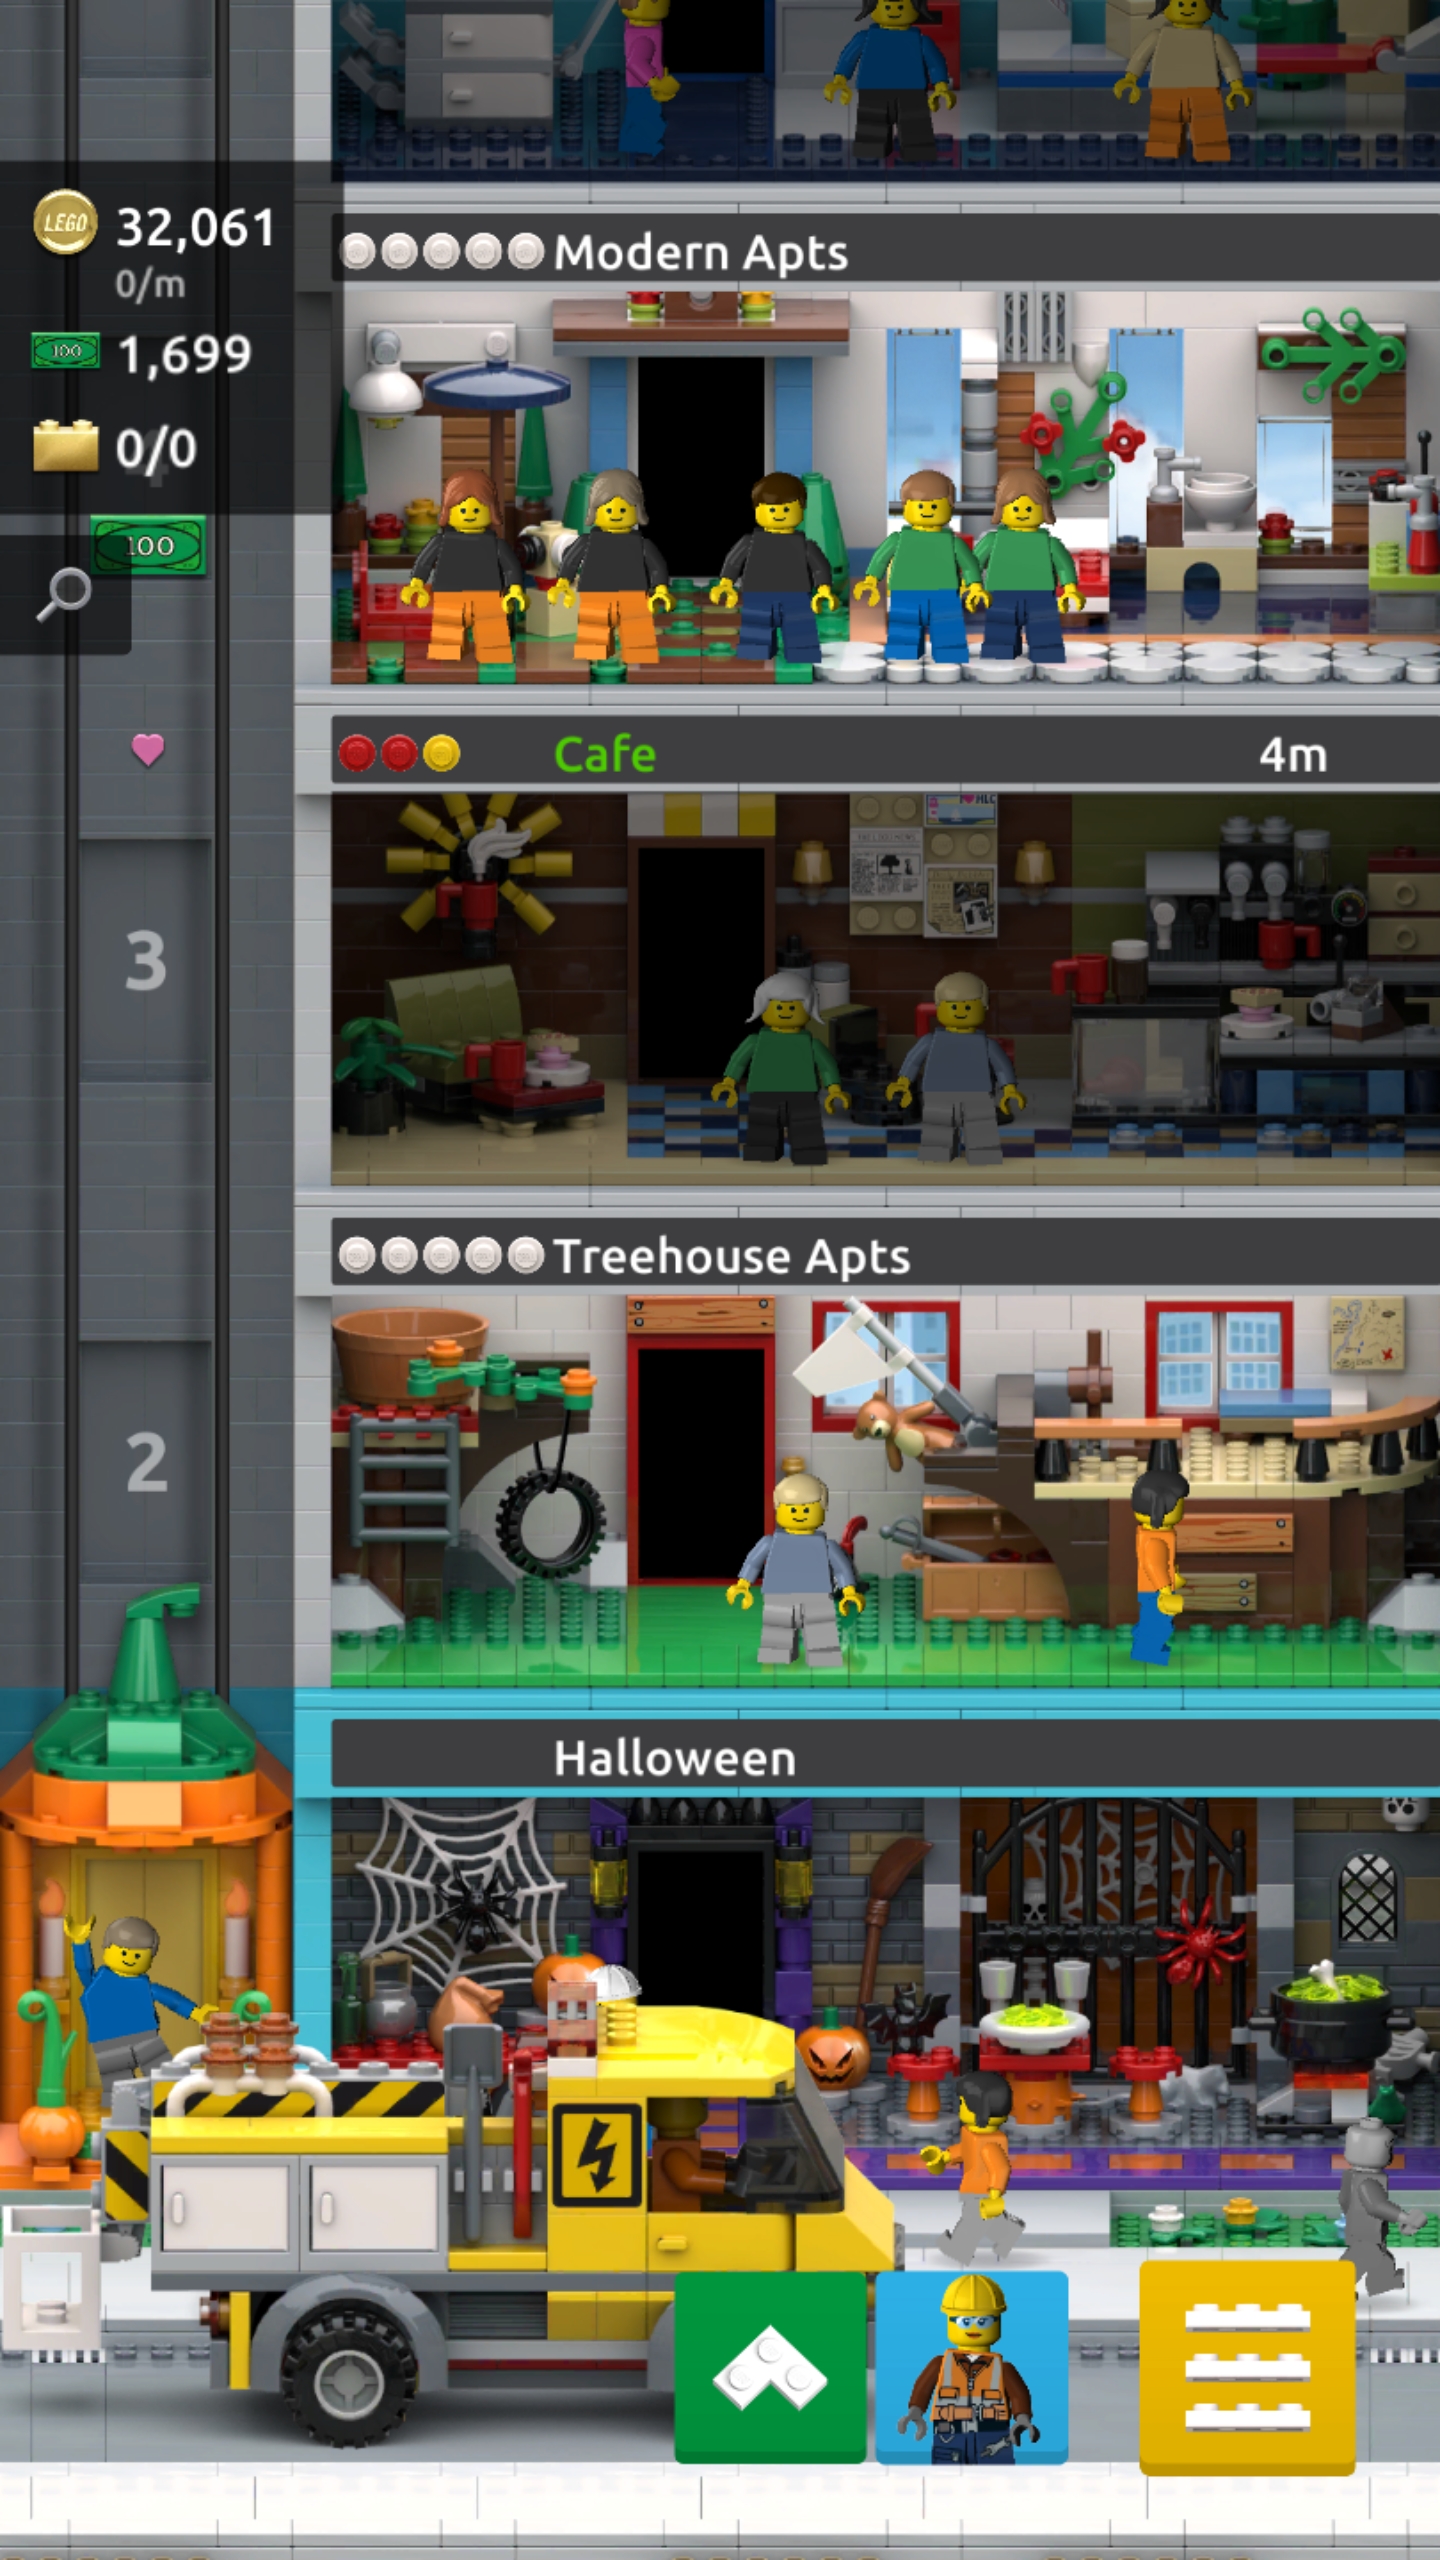 LEGO 32,061
0/m
100 1,699
0/0
100
Modern Apts
Cafe 4m
3
Treehouse Apts
2
Halloween